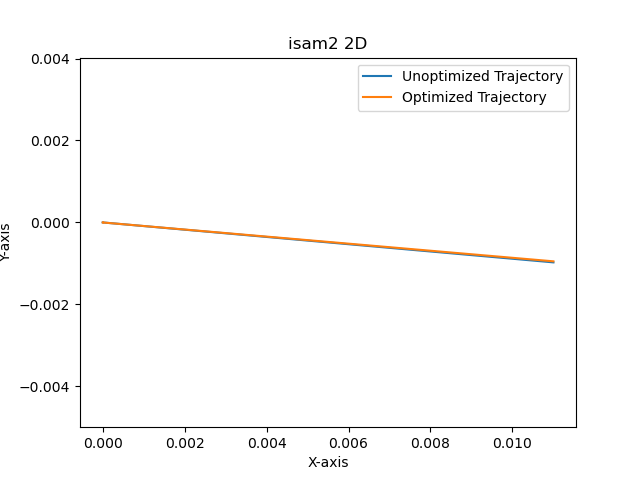 isam2 2D
Unoptimized Trajectory
Optimized Trajectory
0.004
0.002
0.000
−0.002
−0.004
Y-axis
0.000 0.002 0.004 0.006 0.008 0.010
X-axis